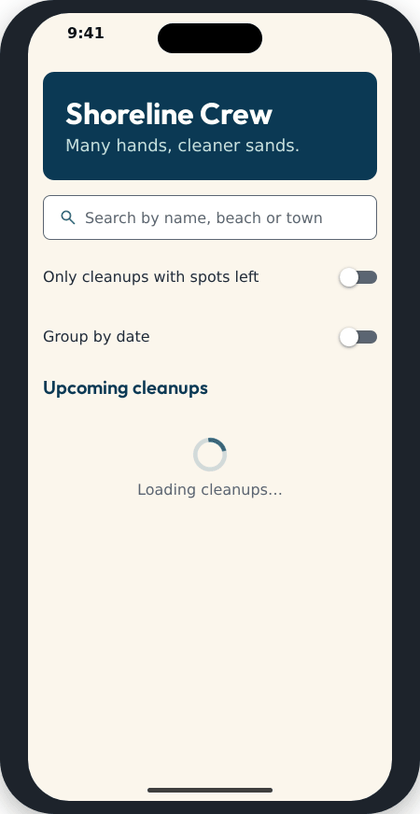 9:41
Shoreline Crew
Many hands, cleaner sands.
Search by name, beach or town
Only cleanups with spots left
Group by date
Upcoming cleanups
Loading cleanups...